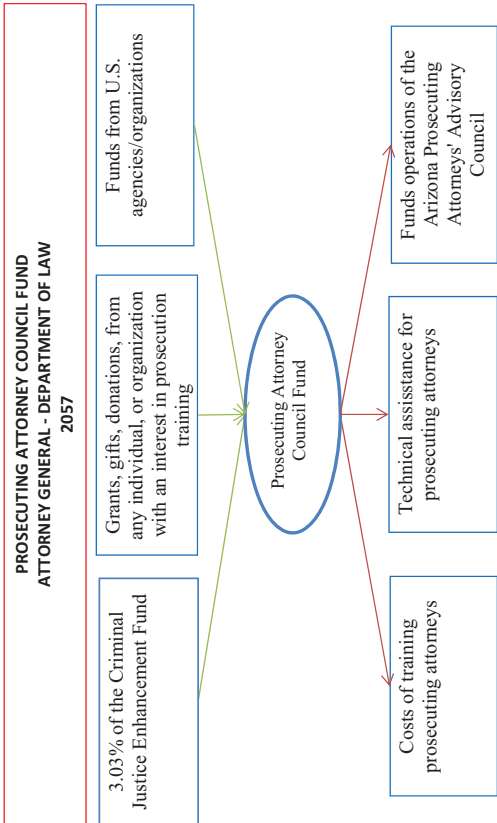 PROSECUTING ATTORNEY COUNCIL FUND
ATTORNEY GENERAL - DEPARTMENT OF LAW
2057
3.03% of the Criminal
Justice Enhancement Fund
Grants, gifts, donations, from
any individual, or organization
with an interest in prosecution
training
Funds from U.S.
agencies/organizations
Prosecuting Attorney
Council Fund
Costs of training
prosecuting attorneys
Technical assisstance for
prosecuting attorneys
Funds operations of the
Arizona Prosecuting
Attorneys' Advisory
Council